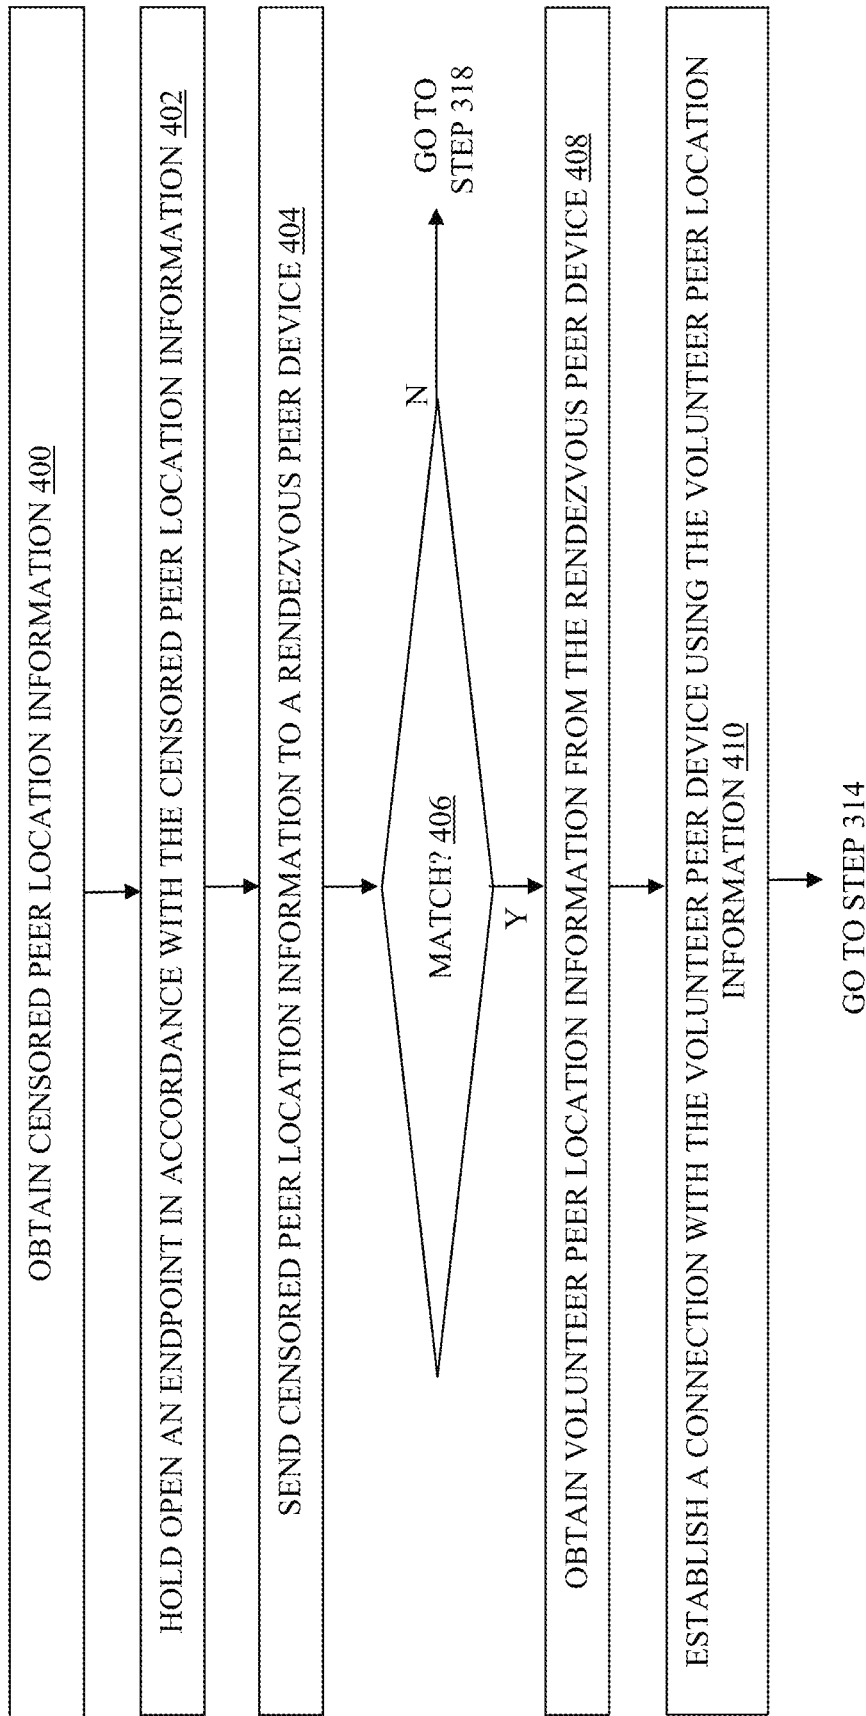 OBTAIN CENSORED PEER LOCATION INFORMATION 400
HOLD OPEN AN ENDPOINT IN ACCORDANCE WITH THE CENSORED PEER LOCATION INFORMATION 402
SEND CENSORED PEER LOCATION INFORMATION TO A RENDEZVOUS PEER DEVICE 404
MATCH? 406
N
GO TO
STEP 318
Y
OBTAIN VOLUNTEER PEER LOCATION INFORMATION FROM THE RENDEZVOUS PEER DEVICE 408
ESTABLISH A CONNECTION WITH THE VOLUNTEER PEER DEVICE USING THE VOLUNTEER PEER LOCATION
INFORMATION 410
GO TO STEP 314